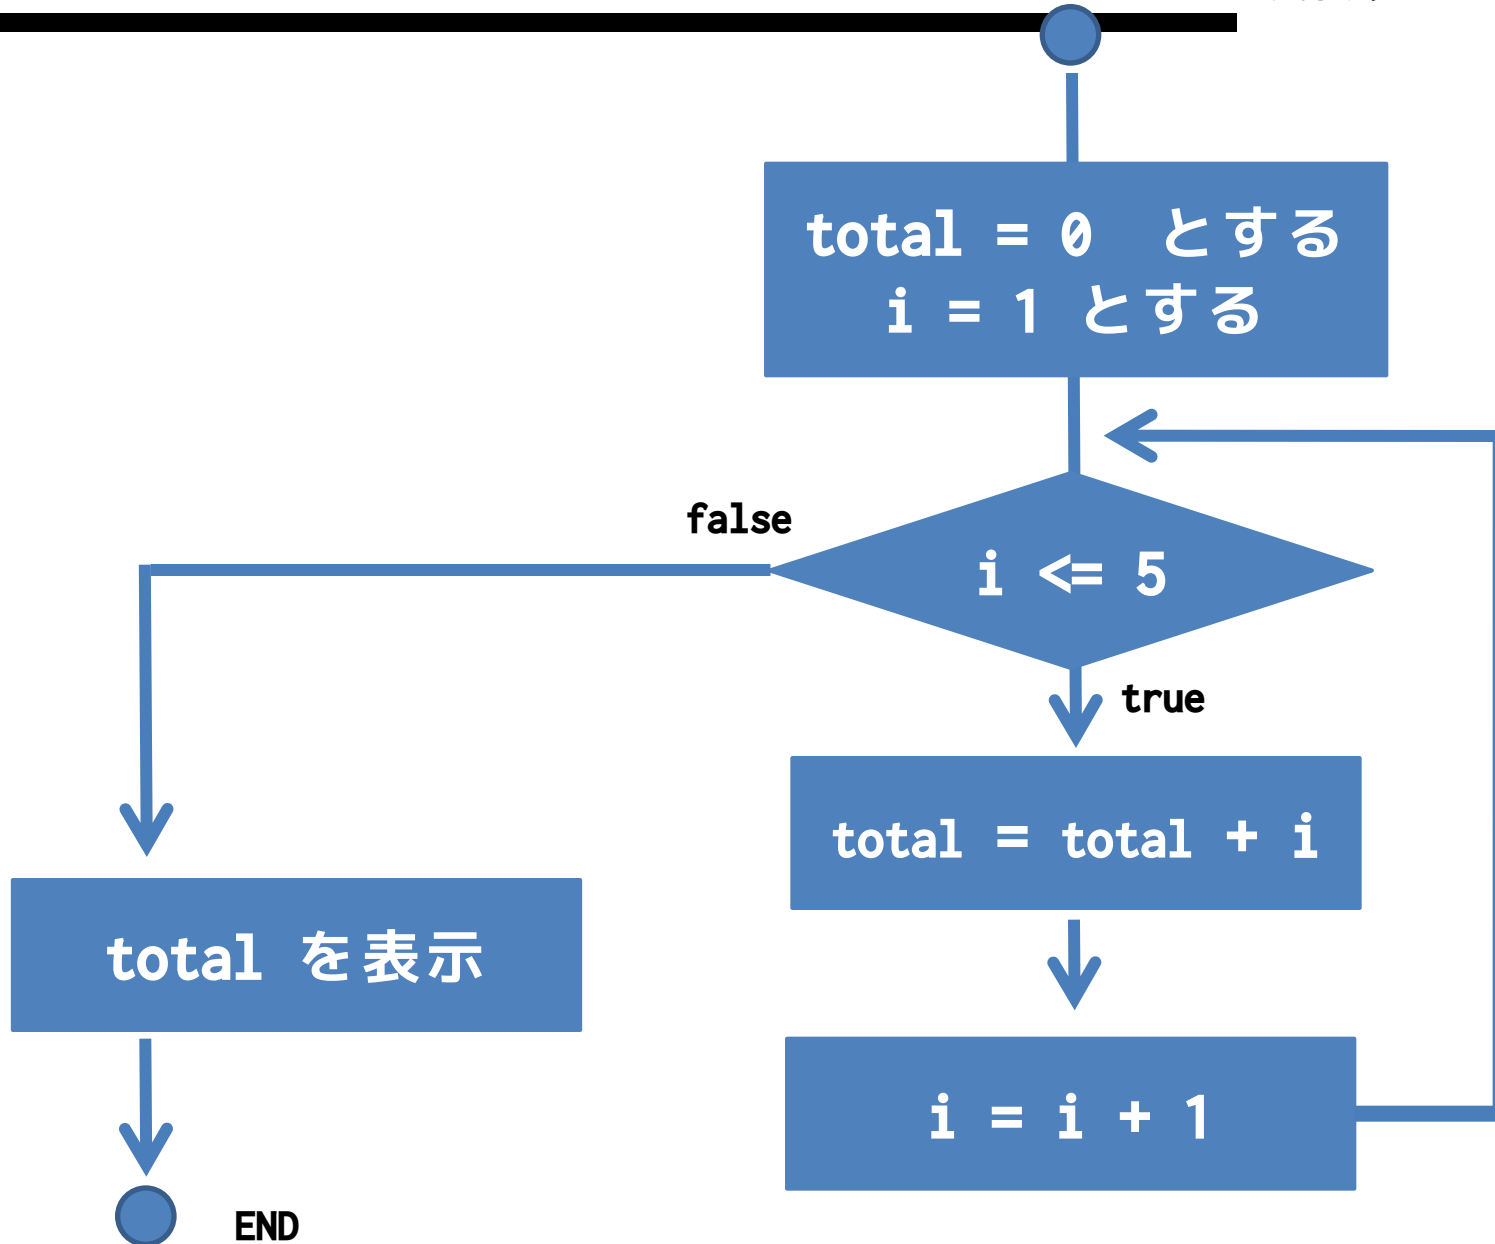 total = 0 とする
i = 1 とする
false
i <= 5
true
total = total + i
total を表示
i = i + 1
END